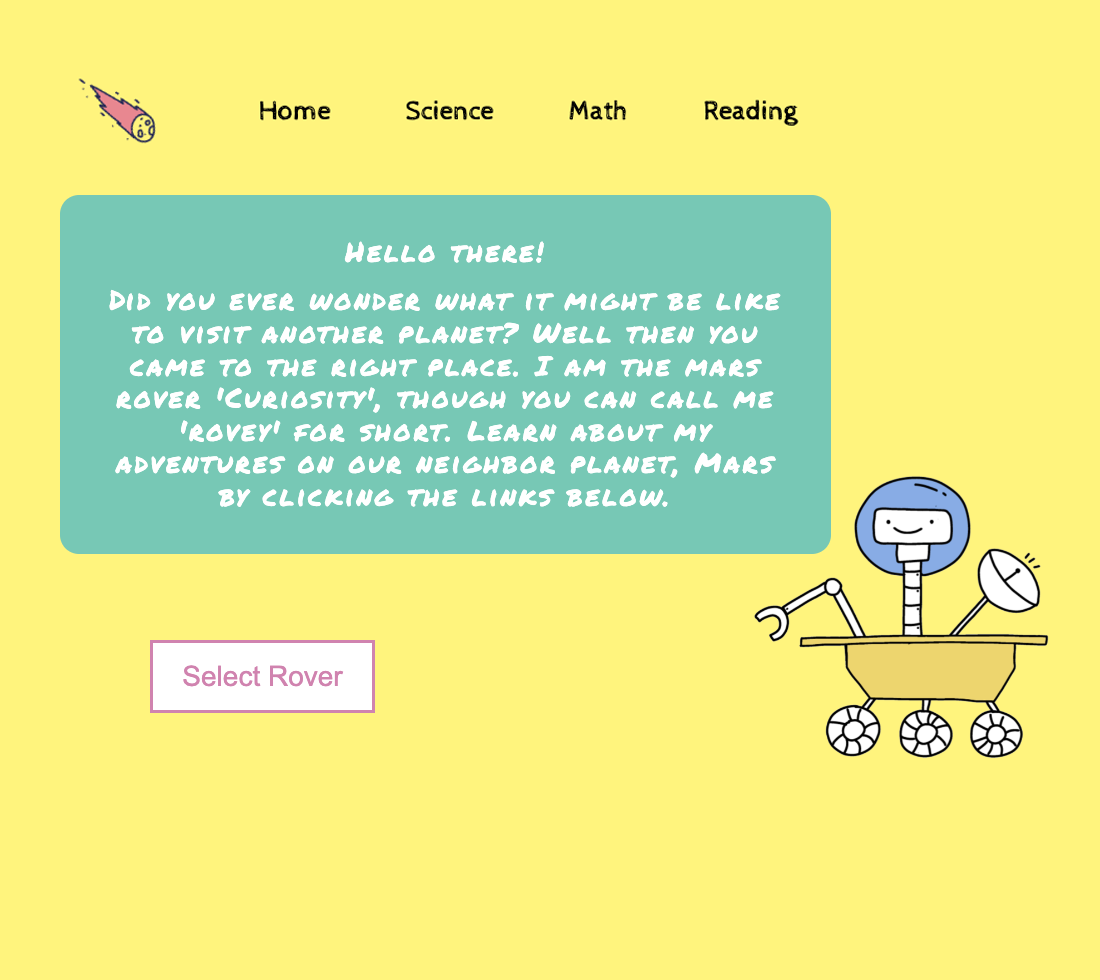 Home Science Math Reading
Hello there!
Did you ever wonder what it might be like
to visit another planet? Well then you
came to the right place. I am the mars
rover 'Curiosity', though you can call me
'rovey' for short. Learn about my
adventures on our neighbor planet, Mars
by clicking the links below.
Select Rover